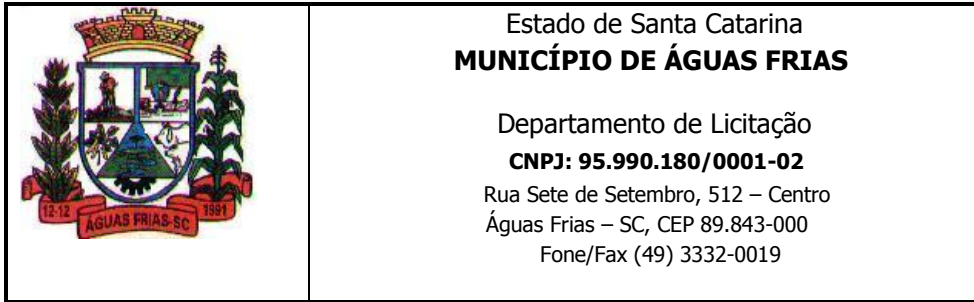 Estado de Santa Catarina
MUNICÍPIO DE ÁGUAS FRIAS
Departamento de Licitação
CNPJ: 95.990.180/0001-02
Rua Sete de Setembro, 512 – Centro
Águas Frias – SC, CEP 89.843-000
Fone/Fax (49) 3332-0019
12-12
ÁGUAS FRIAS-SC
1991